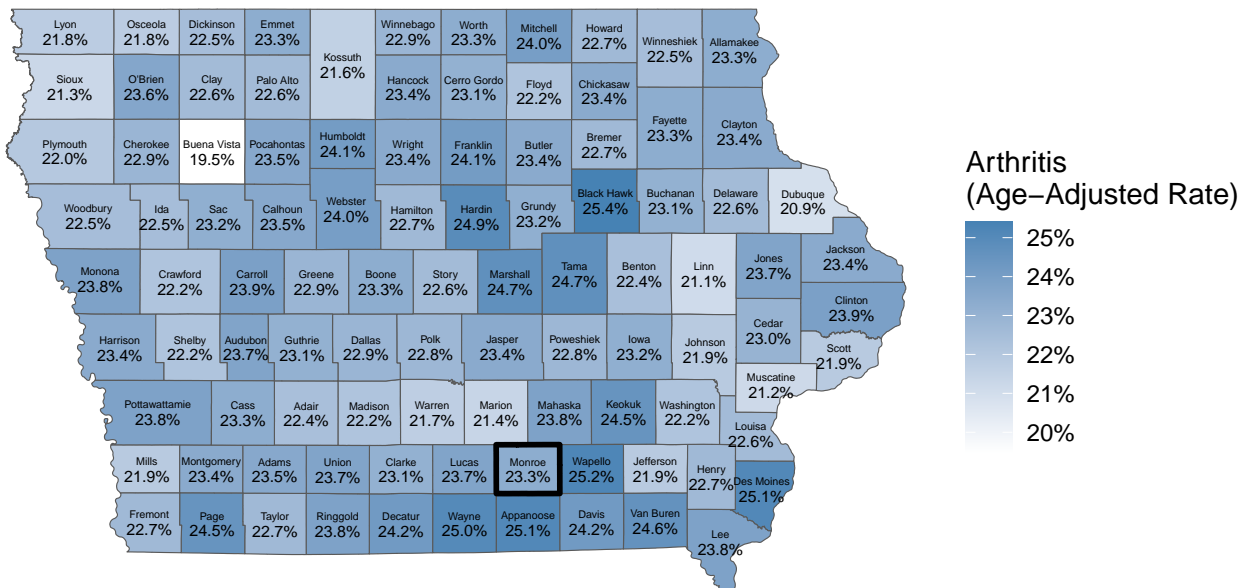 Lyon
21.8%
Osceola
21.8%
Dickinson
22.5%
Emmet
23.3%
Kossuth
21.6%
Winnebago
22.9%
Worth
23.3%
Mitchell
24.0%
Howard
22.7%
Winneshiek
22.5%
Allamakee
23.3%
Sioux
21.3%
O'Brien
23.6%
Clay
22.6%
Palo Alto
22.6%
Hancock
23.4%
Cerro Gordo
23.1%
Floyd
22.2%
Chickasaw
23.4%
Fayette
23.3%
Clayton
23.4%
Plymouth
22.0%
Cherokee
22.9%
Buena Vista
19.5%
Pocahontas
23.5%
Humboldt
24.1%
Wright
23.4%
Franklin
24.1%
Butler
23.4%
Bremer
22.7%
Woodbury
22.5%
Ida
22.5%
Sac
23.2%
Calhoun
23.5%
Webster
24.0%
Hamilton
22.7%
Hardin
24.9%
Grundy
23.2%
Black Hawk
25.4%
Buchanan
23.1%
Delaware
22.6%
Dubuque
20.9%
Monona
23.8%
Crawford
22.2%
Carroll
23.9%
Greene
22.9%
Boone
23.3%
Story
22.6%
Marshall
24.7%
Tama
24.7%
Benton
22.4%
Linn
21.1%
Jones
23.7%
Jackson
23.4%
Clinton
23.9%
Harrison
23.4%
Shelby
22.2%
Audubon
23.7%
Guthrie
23.1%
Dallas
22.9%
Polk
22.8%
Jasper
23.4%
Poweshiek
22.8%
Iowa
23.2%
Johnson
21.9%
Cedar
23.0%
Scott
21.9%
Muscatine
21.2%
Pottawattamie
23.8%
Cass
23.3%
Adair
22.4%
Madison
22.2%
Warren
21.7%
Marion
21.4%
Mahaska
23.8%
Keokuk
24.5%
Washington
22.2%
Louisa
22.6%
Mills
21.9%
Montgomery
23.4%
Adams
23.5%
Union
23.7%
Clarke
23.1%
Lucas
23.7%
Monroe
23.3%
Wapello
25.2%
Jefferson
21.9%
Henry
22.7%
Des Moines
25.1%
Fremont
22.7%
Page
24.5%
Taylor
22.7%
Ringgold
23.8%
Decatur
24.2%
Wayne
25.0%
Appanoose
25.1%
Davis
24.2%
Van Buren
24.6%
Lee
23.8%
Arthritis
(Age−Adjusted Rate)
25%
24%
23%
22%
21%
20%